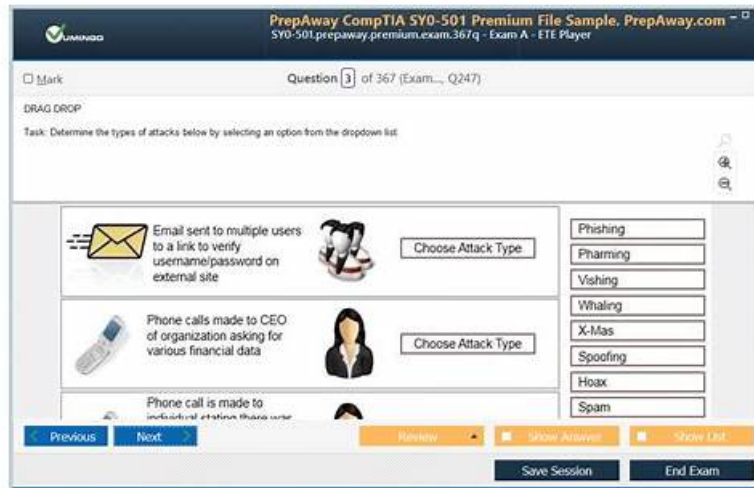 PrepAway CompTIA SY0-501 Premium File Sample. PrepAway.com
VUMINGO
SY0-501.prepaway.premium.exam.367q - Exam A - ETE Player
Mark
Question 3 of 367 (Exam..., Q247)
DRAG DROP
Task: Determine the types of attacks below by selecting an option from the dropdown list.
Email sent to multiple users
to a link to verify
username/password on
external site
Choose Attack Type
Phone calls made to CEO
of organization asking for
various financial data
Choose Attack Type
Phone call is made to
individual stating there was
Phishing
Pharming
Vishing
Whaling
X-Mas
Spoofing
Hoax
Spam
Previous
Next
Review
Show Answer
Show List
Save Session
End Exam